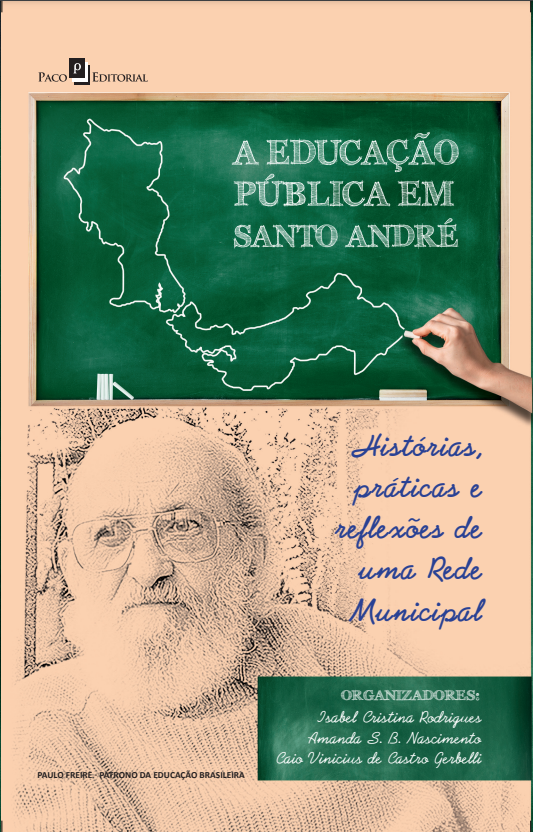 PACO EDITORIAL
A EDUCAÇÃO
PÚBLICA EM
SANTO ANDRÉ
Histórias,
práticas e
reflexões de
uma Rede
Municipal
ORGANIZADORES:
Isabel Cristina Rodrigues
Amanda S. B. Nascimento
Caio Vinicius de Castro Gerbelli
PAULO FREIRE. PATRONO DA EDUCAÇÃO BRASILEIRA